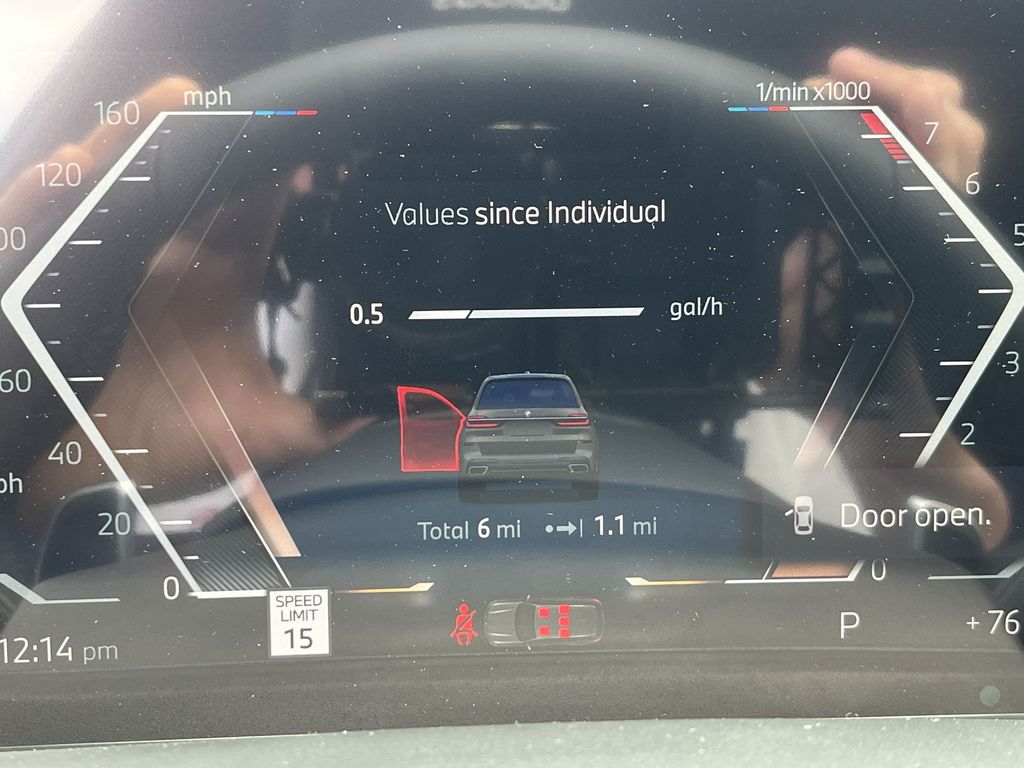 160 mph
1/min x1000
7
120
6
00
5
Values since Individual
0.5 gal/h
60
3
40
2
ph
20
Total 6 mi 1.1 mi
Door open.
0
0
SPEED
LIMIT
15
12:14 pm
P
+76